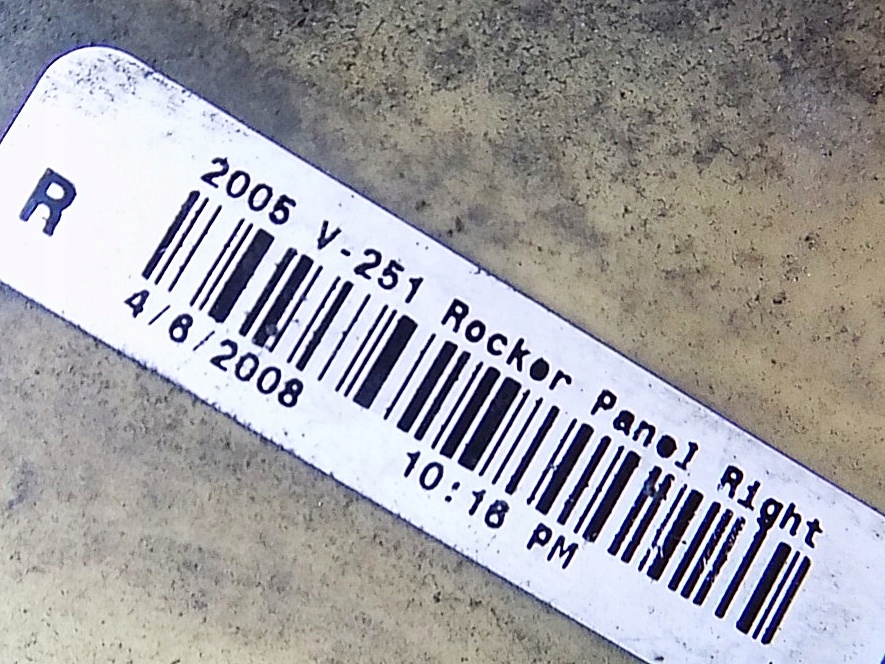 R
2005 V-251 Rocker Panel Right
4/8/2008 10:18 PM